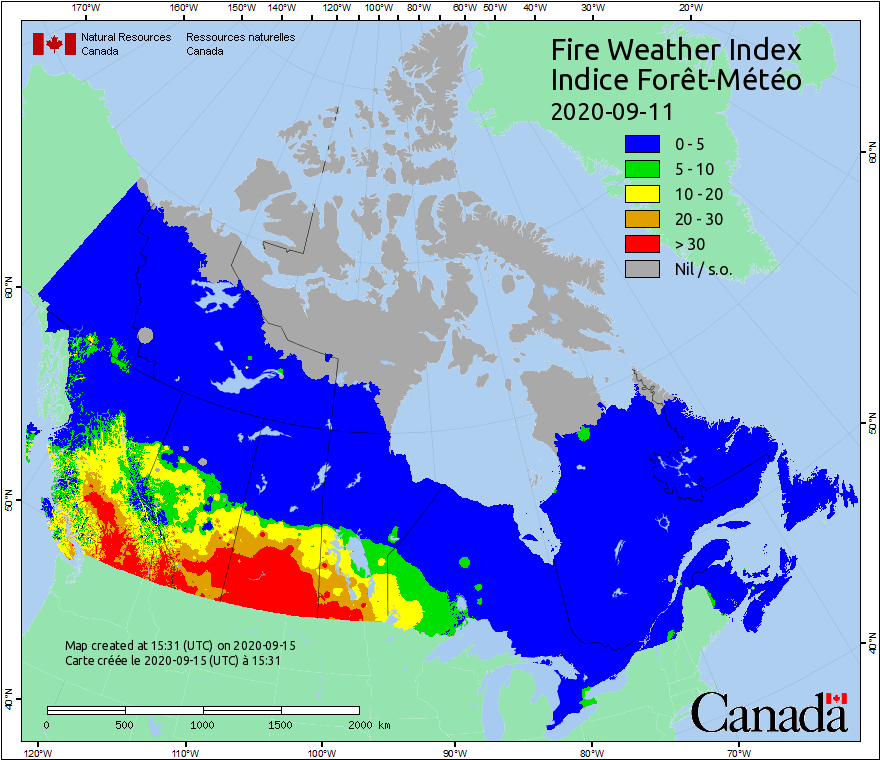 170°W 160°W 150°W 140°W 130°W 120°W 110°W 100°W 90°W 80°W 70°W 60°W 50°W 40°W 30°W 20°W
Natural Resources Canada
Ressources naturelles Canada
Fire Weather Index
Indice Forêt-Météo
2020-09-11
0 - 5
5 - 10
10 - 20
20 - 30
> 30
Nil / s.o.
60°N
60°N
50°N
50°N
40°N
40°N
Map created at 15:31 (UTC) on 2020-09-15
Carte créée le 2020-09-15 (UTC) à 15:31
0 500 1000 1500 2000 km
Canada
120°W 110°W 100°W 90°W 80°W 70°W